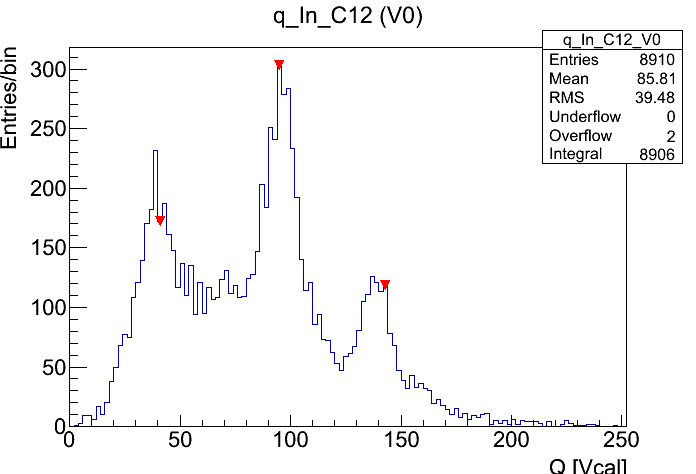 q_In_C12 (V0)
q_In_C12_V0
Entries 8910
Mean 85.81
RMS 39.48
Underflow 0
Overflow 2
Integral 8906
Entries/bin
300
250
200
150
100
50
0
0 50 100 150 200 250
Q [Vcal]